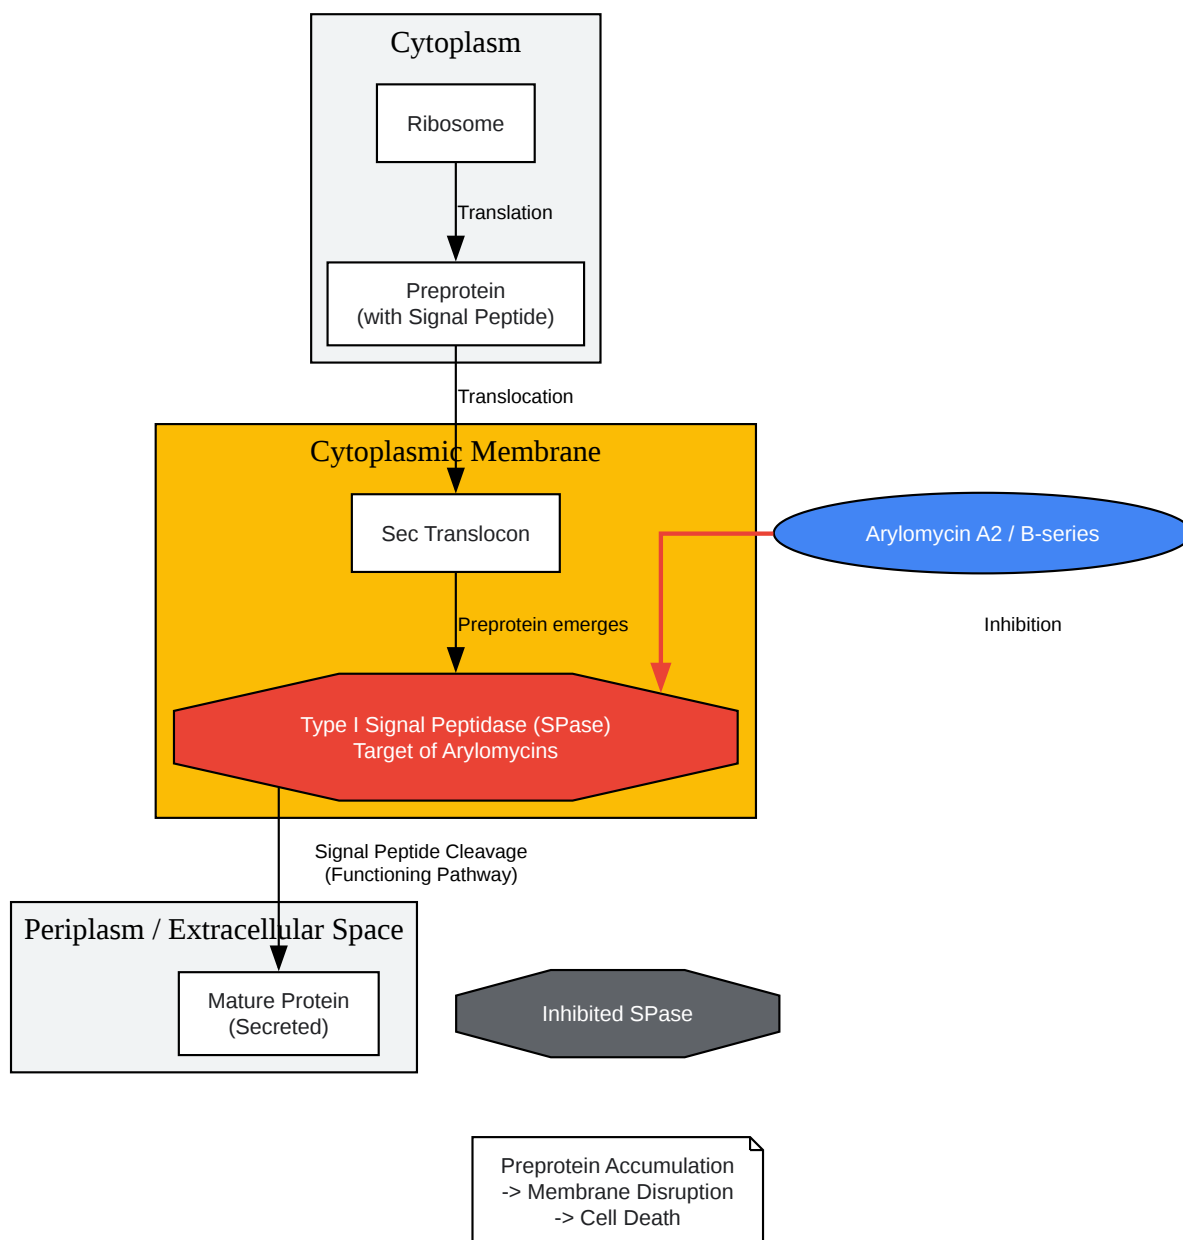 Cytoplasm
Ribosome
Translation
Preprotein
(with Signal Peptide)
Translocation
Cytoplasmic Membrane
Sec Translocon
Arylomycin A2 / B-series
Preprotein emerges
Inhibition
Type I Signal Peptidase (SPase)
Target of Arylomycins
Signal Peptide Cleavage
(Functioning Pathway)
Periplasm / Extracellular Space
Mature Protein
(Secreted)
Inhibited SPase
Preprotein Accumulation
-> Membrane Disruption
-> Cell Death